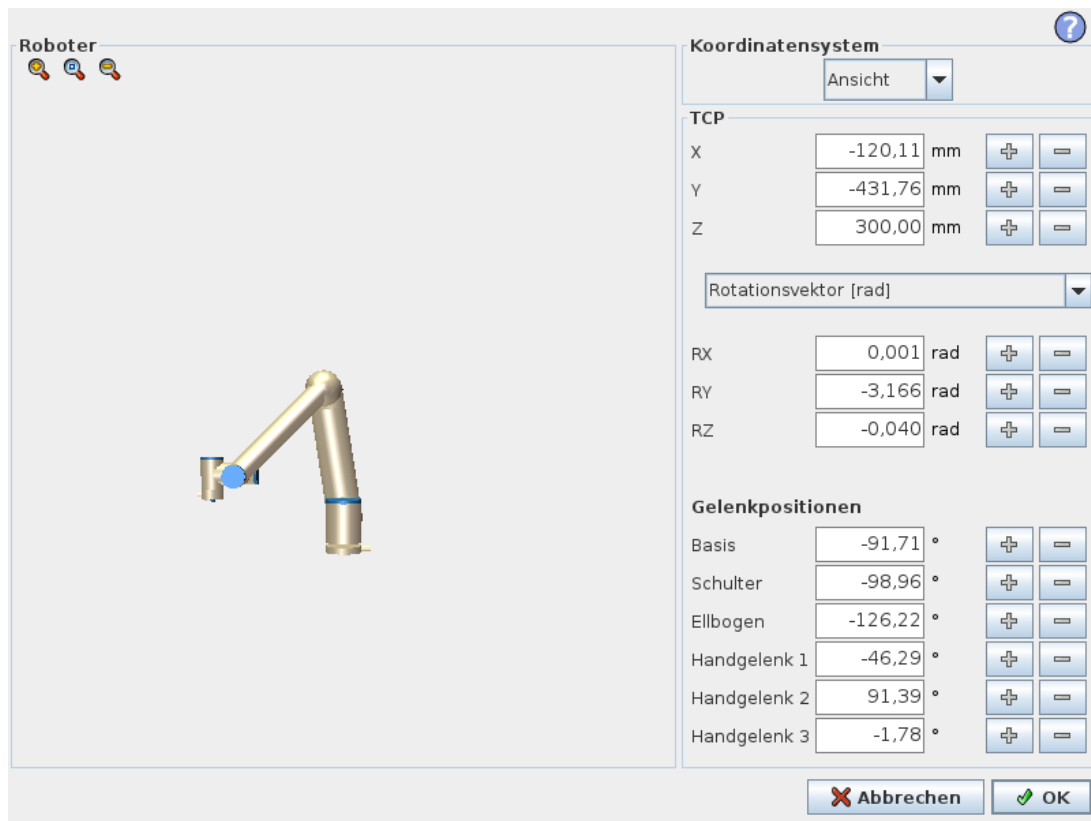 ?
Roboter
Koordinatensystem
Ansicht
TCP
X -120,11 mm
Y -431,76 mm
Z 300,00 mm
Rotationsvektor [rad]
RX 0,001 rad
RY -3,166 rad
RZ -0,040 rad
Gelenkpositionen
Basis -91,71 °
Schulter -98,96 °
Ellbogen -126,22 °
Handgelenk 1 -46,29 °
Handgelenk 2 91,39 °
Handgelenk 3 -1,78 °
Abbrechen OK